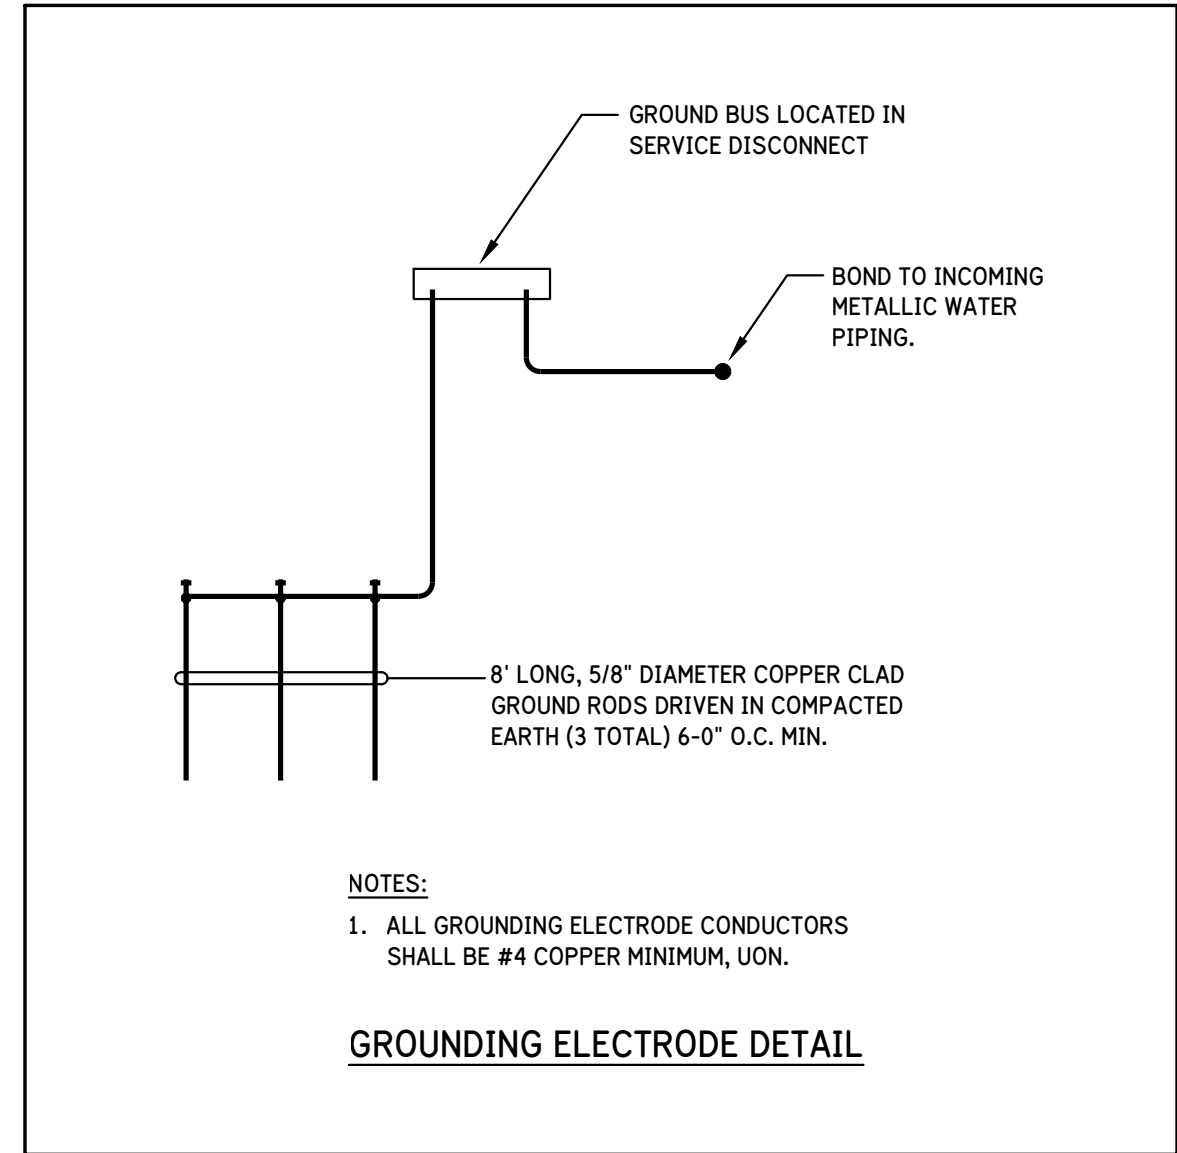 GROUND BUS LOCATED IN
SERVICE DISCONNECT
BOND TO INCOMING
METALLIC WATER
PIPING.
8' LONG, 5/8" DIAMETER COPPER CLAD
GROUND RODS DRIVEN IN COMPACTED
EARTH (3 TOTAL) 6-0" O.C. MIN.
NOTES:
1. ALL GROUNDING ELECTRODE CONDUCTORS
SHALL BE #4 COPPER MINIMUM, UON.
GROUNDING ELECTRODE DETAIL